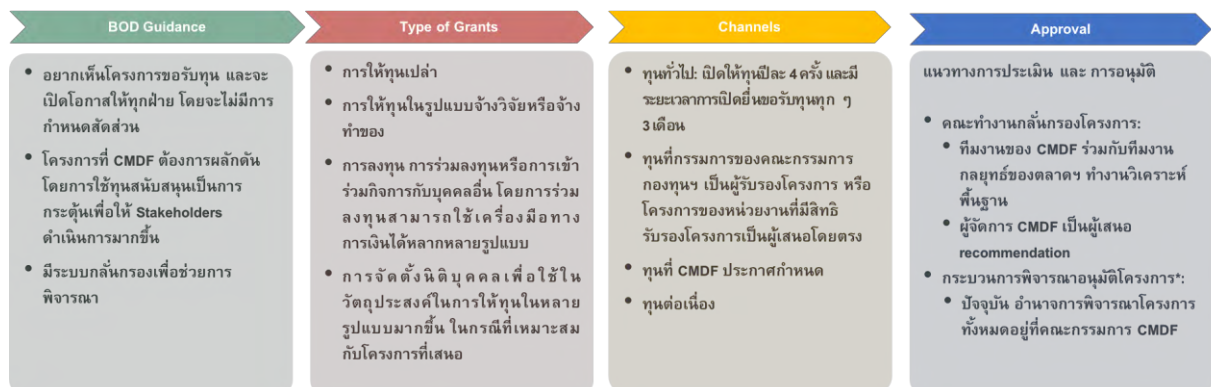 BOD Guidance
อยากเห็นโครงการขอรับทุน และจะ
เปิดโอกาสให้ทุกฝ่าย โดยจะไม่มีการ
กำหนดสัดส่วน
โครงการที่ CMDF ต้องการผลักดัน
โดยการใช้ทุนสนับสนุนเป็นการ
กระตุ้นเพื่อให้ Stakeholders
ดำเนินการมากขึ้น
มีระบบกลั่นกรองเพื่อช่วยการ
พิจารณา
Type of Grants
การให้ทุนเปล่า
การให้ทุนในรูปแบบจ้างวิจัยหรือจ้าง
ทำของ
การลงทุน การร่วมลงทุนหรือการเข้า
ร่วมกิจการกับบุคคลอื่น โดยการร่วม
ลงทุนสามารถใช้เครื่องมือทาง
การเงินได้หลากหลายรูปแบบ
การจัดตั้งนิติบุคคลเพื่อใช้ใน
วัตถุประสงค์ในการให้ทุนในหลาย
รูปแบบมากขึ้น ในกรณีที่เหมาะสม
กับโครงการที่เสนอ
Channels
ทุนทั่วไป: เปิดให้ทุนปีละ 4 ครั้ง และมี
ระยะเวลาการเปิดยื่นขอรับทุนทุก ๆ
3 เดือน
ทุนที่กรรมการของคณะกรรมการ
กองทุนฯ เป็นผู้รับรองโครงการ หรือ
โครงการของหน่วยงานที่มีสิทธิ
รับรองโครงการเป็นผู้เสนอโดยตรง
ทุนที่ CMDF ประกาศกำหนด
ทุนต่อเนื่อง
Approval
แนวทางการประเมิน และ การอนุมัติ
คณะทำงานกลั่นกรองโครงการ:
ทีมงานของ CMDF ร่วมกับทีมงาน
กลยุทธ์ของตลาดฯ ทำงานวิเคราะห์
พื้นฐาน
ผู้จัดการ CMDF เป็นผู้เสนอ
recommendation
กระบวนการพิจารณาอนุมัติโครงการ*:
ปัจจุบัน อำนาจการพิจารณาโครงการ
ทั้งหมดอยู่ที่คณะกรรมการ CMDF